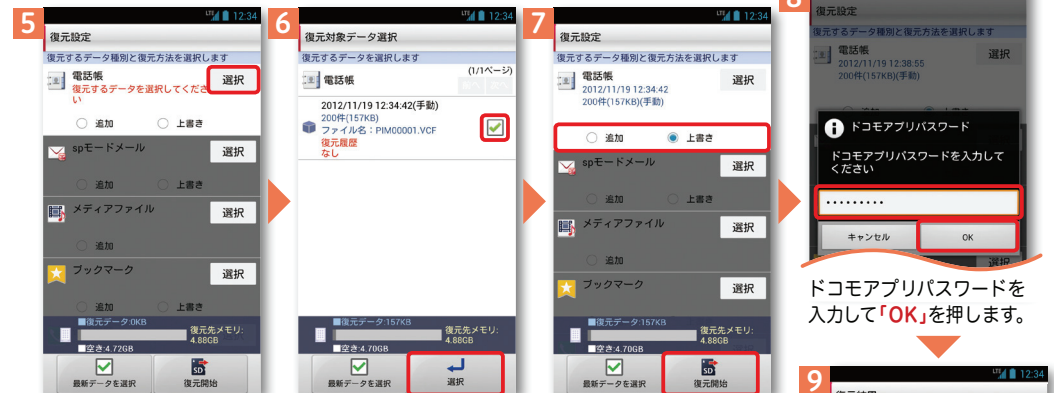 5
LTE 12:34
復元設定
復元するデータ種別と復元方法を選択します
電話帳
復元するデータを選択してくださ
い
選択
追加 上書き
spモードメール
選択
追加 上書き
メディアファイル
選択
追加
ブックマーク
選択
追加 上書き
■復元データ:0KB
復元先メモリ:
4.88GB
■空き:4.72GB
最新データを選択
SD
復元開始
6
LTE 12:34
復元対象データ選択
復元するデータを選択します
電話帳
(1/1ページ)
2012/11/19 12:34:42(手動)
200件(157KB)
ファイル名:PIM00001.VCF
復元履歴
なし
■復元データ:157KB
復元先メモリ:
4.88GB
■空き:4.70GB
最新データを選択
選択
7
LTE 12:34
復元設定
復元するデータ種別と復元方法を選択します
電話帳
2012/11/19 12:34:42
200件(157KB)(手動)
選択
追加 上書き
spモードメール
選択
追加 上書き
メディアファイル
選択
追加
ブックマーク
選択
■復元データ:157KB
復元先メモリ:
4.88GB
■空き:4.70GB
最新データを選択
SD
復元開始
8
復元設定
復元するデータ種別と復元方法を選択します
電話帳
2012/11/19 12:38:55
200件(157KB)(手動)
選択
ドコモアプリパスワード
ドコモアプリパスワードを入力して
ください
•••••••••
キャンセル
OK
選択
ドコモアプリパスワードを
入力して「OK」を押します。
9
LTE 12:34